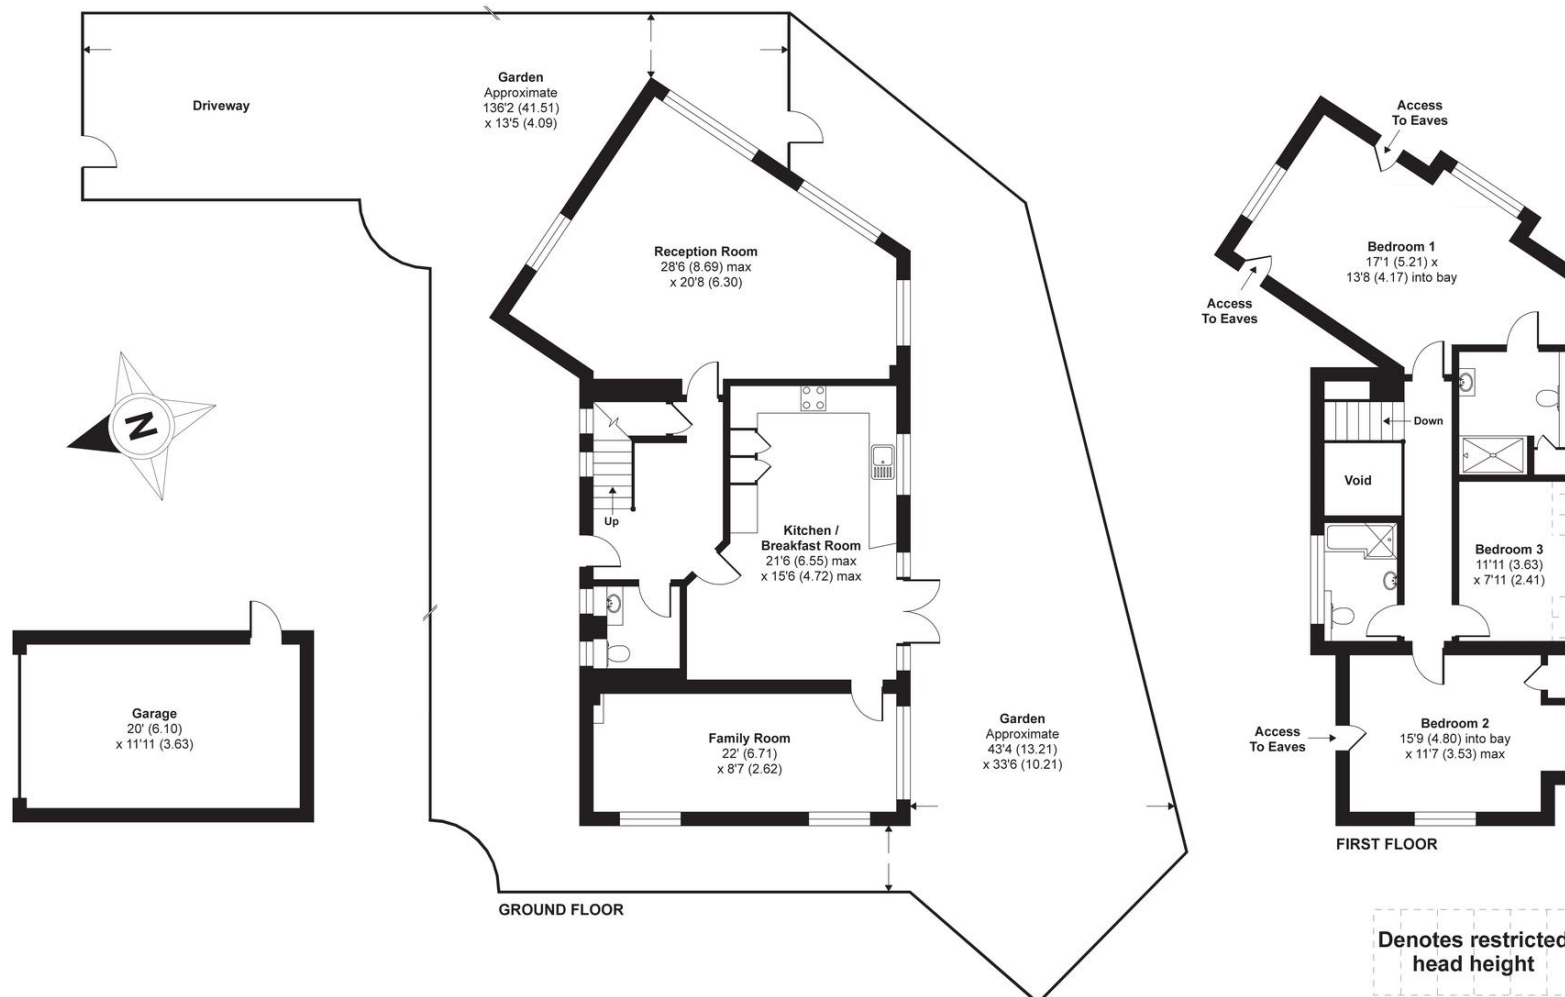 Driveway
Garden
Approximate
136'2 (41.51)
x 13'5 (4.09)
Reception Room
28'6 (8.69) max
x 20'8 (6.30)
N
Up
Kitchen /
Breakfast Room
21'6 (6.55) max
x 15'6 (4.72) max
Garage
20' (6.10)
x 11'11 (3.63)
Family Room
22' (6.71)
x 8'7 (2.62)
Garden
Approximate
43'4 (13.21)
x 33'6 (10.21)
GROUND FLOOR
Access
To Eaves
Bedroom 1
17'1 (5.21) x
13'8 (4.17) into bay
Access
To Eaves
Down
Void
Bedroom 3
11'11 (3.63)
x 7'11 (2.41)
Access
To Eaves
Bedroom 2
15'9 (4.80) into bay
x 11'7 (3.53) max
FIRST FLOOR
Denotes restricted
head height